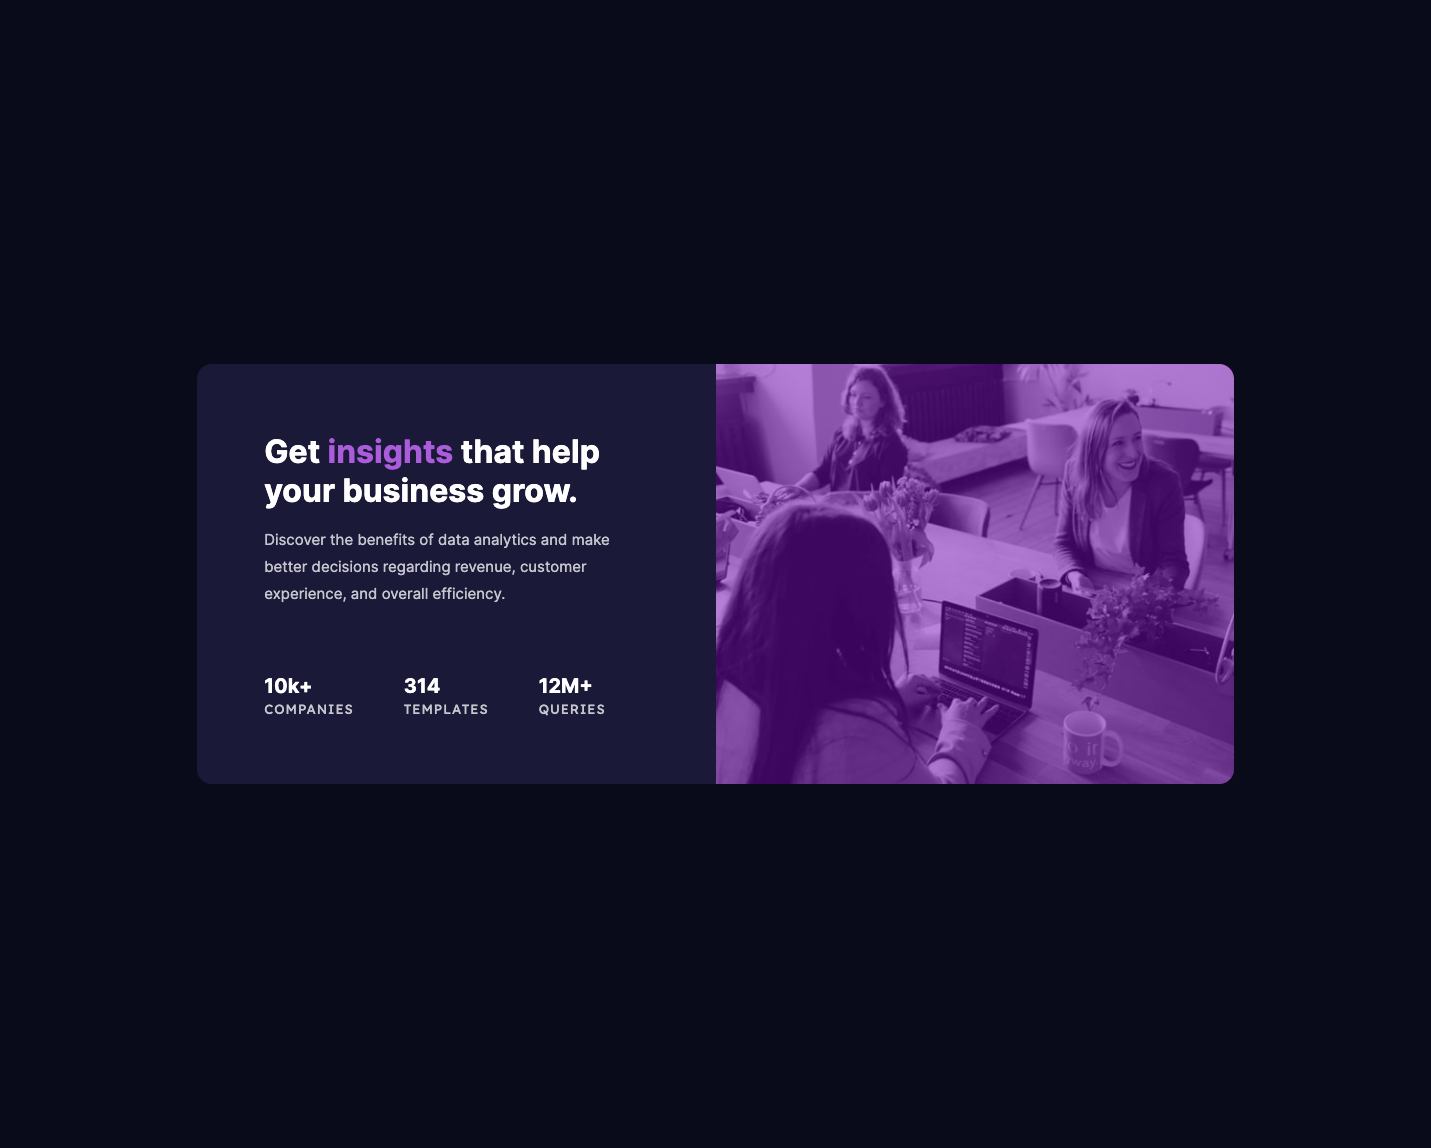 Get insights that help
your business grow.
Discover the benefits of data analytics and make
better decisions regarding revenue, customer
experience, and overall efficiency.
10k+ 314 12M+
COMPANIES TEMPLATES QUERIES